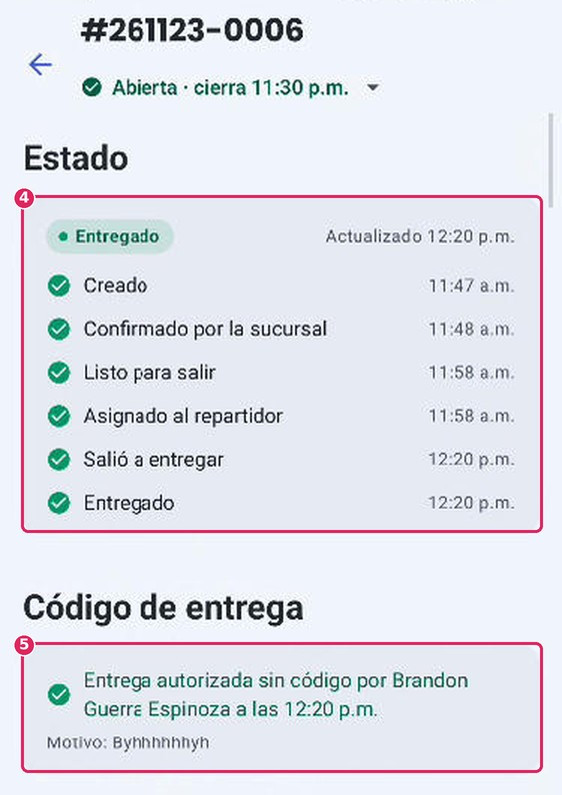 #261123-0006
Abierta · cierra 11:30 p.m.
Estado
4
Entregado Actualizado 12:20 p.m.
Creado 11:47 a.m.
Confirmado por la sucursal 11:48 a.m.
Listo para salir 11:58 a.m.
Asignado al repartidor 11:58 a.m.
Salió a entregar 12:20 p.m.
Entregado 12:20 p.m.
Código de entrega
5
Entrega autorizada sin código por Brandon
Guerra Espinoza a las 12:20 p.m.
Motivo: Byhhhhhhyh